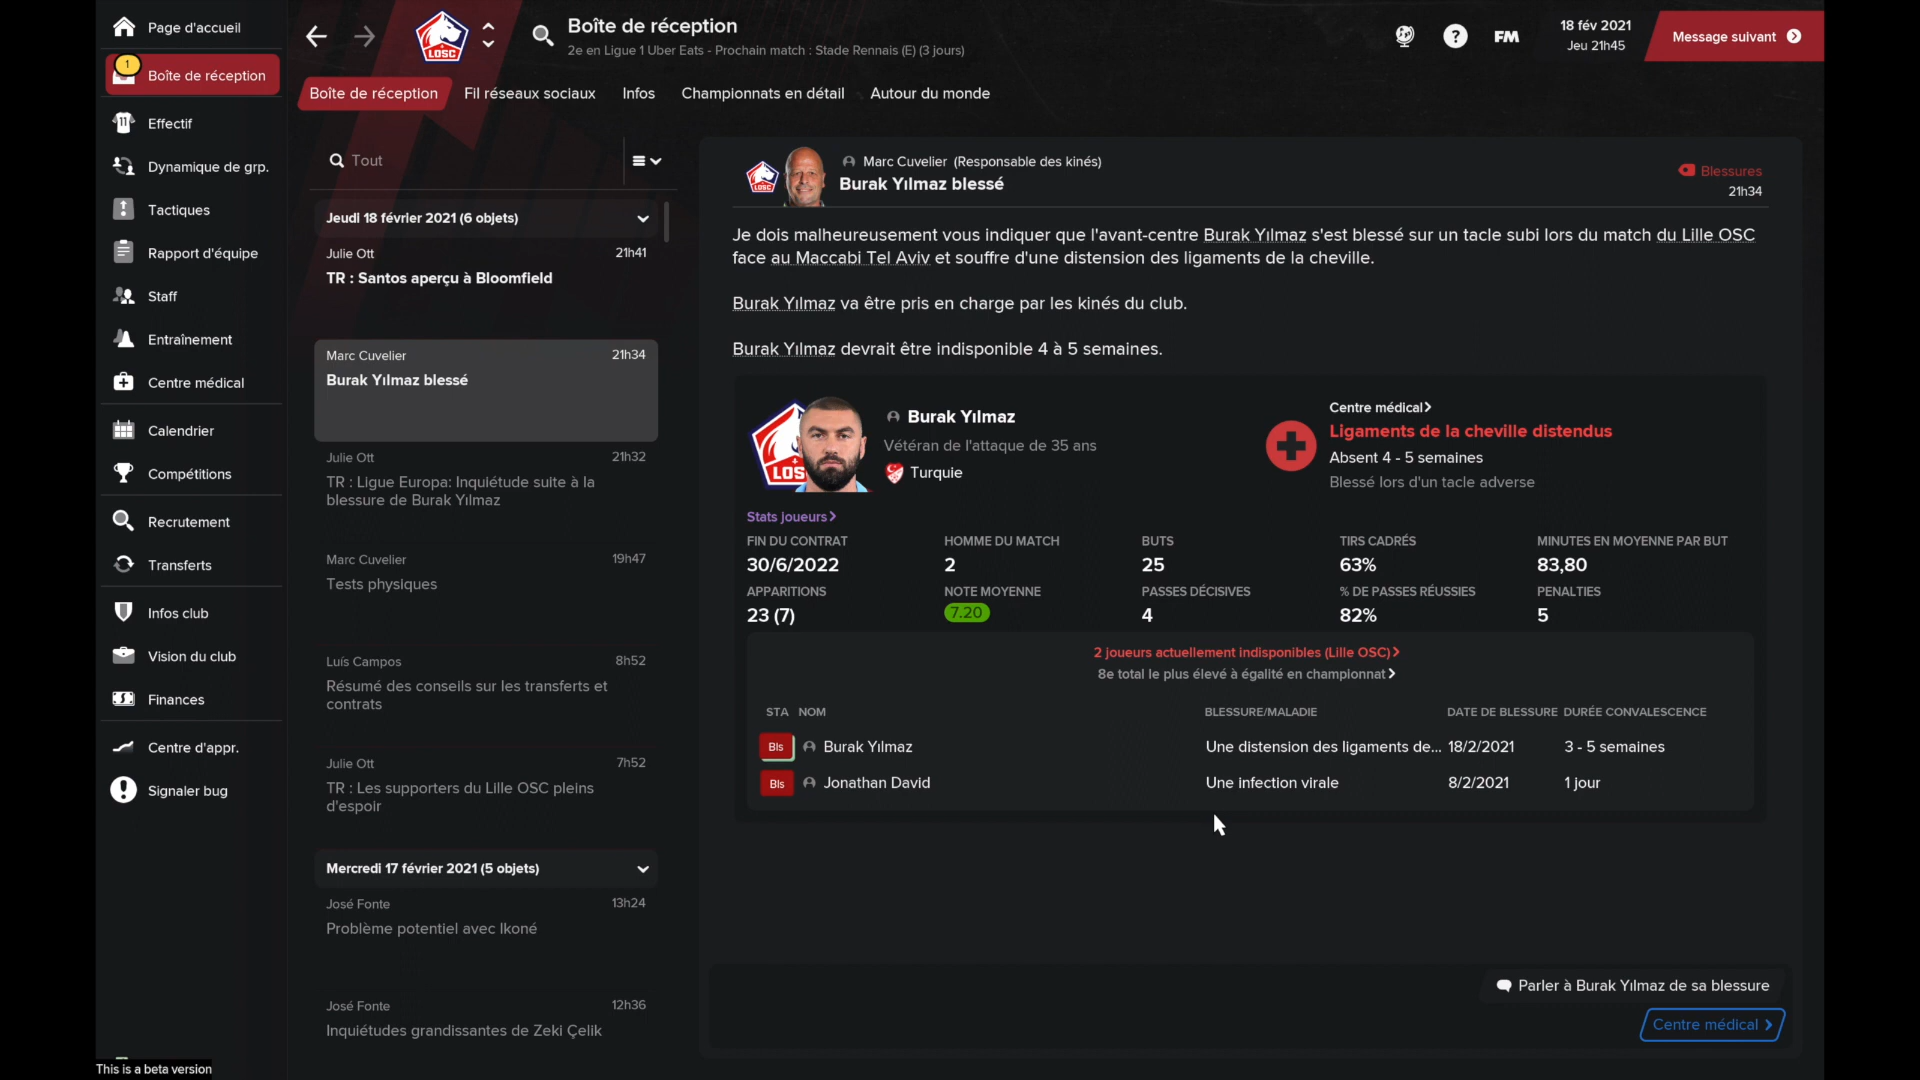 Page d'accueil
1
Boîte de réception
Effectif
Dynamique de grp.
Tactiques
Rapport d'équipe
Staff
Entraînement
Centre médical
Calendrier
Compétitions
Recrutement
Transferts
Infos club
Vision du club
Finances
Centre d'appr.
Signaler bug
This is a beta version
LOSC
Boîte de réception
2e en Ligue 1 Uber Eats - Prochain match : Stade Rennais (E) (3 jours)
FM
18 fév 2021
Jeu 21h45
Message suivant
Boîte de réception Fil réseaux sociaux Infos Championnats en détail Autour du monde
Tout
Jeudi 18 février 2021 (6 objets)
Julie Ott 21h41
TR : Santos aperçu à Bloomfield
Marc Cuvelier 21h34
Burak Yılmaz blessé
Julie Ott 21h32
TR : Ligue Europa: Inquiétude suite à la
blessure de Burak Yılmaz
Marc Cuvelier 19h47
Tests physiques
Luís Campos 8h52
Résumé des conseils sur les transferts et
contrats
Julie Ott 7h52
TR : Les supporters du Lille OSC pleins
d'espoir
Mercredi 17 février 2021 (5 objets)
José Fonte 13h24
Problème potentiel avec Ikoné
José Fonte 12h36
Inquiétudes grandissantes de Zeki Çelik
LOSC
Marc Cuvelier (Responsable des kinés)
Burak Yılmaz blessé
Blessures
21h34
Je dois malheureusement vous indiquer que l'avant-centre Burak Yılmaz s'est blessé sur un tacle subi lors du match du Lille OSC
face au Maccabi Tel Aviv et souffre d'une distension des ligaments de la cheville.
Burak Yılmaz va être pris en charge par les kinés du club.
Burak Yılmaz devrait être indisponible 4 à 5 semaines.
LOS
Burak Yılmaz
Vétéran de l'attaque de 35 ans
Turquie
Centre médical
Ligaments de la cheville distendus
Absent 4 - 5 semaines
Blessé lors d'un tacle adverse
Stats joueurs
FIN DU CONTRAT HOMME DU MATCH BUTS TIRS CADRÉS MINUTES EN MOYENNE PAR BUT
30/6/2022 2 25 63% 83,80
APPARITIONS NOTE MOYENNE PASSES DÉCISIVES % DE PASSES RÉUSSIES PENALTIES
23 (7) 7.20 4 82% 5
2 joueurs actuellement indisponibles (Lille OSC)
8e total le plus élevé à égalité en championnat
STA NOM BLESSURE/MALADIE DATE DE BLESSURE DURÉE CONVALESCENCE
Bls Burak Yılmaz Une distension des ligaments de... 18/2/2021 3 - 5 semaines
Bls Jonathan David Une infection virale 8/2/2021 1 jour
Parler à Burak Yılmaz de sa blessure
Centre médical